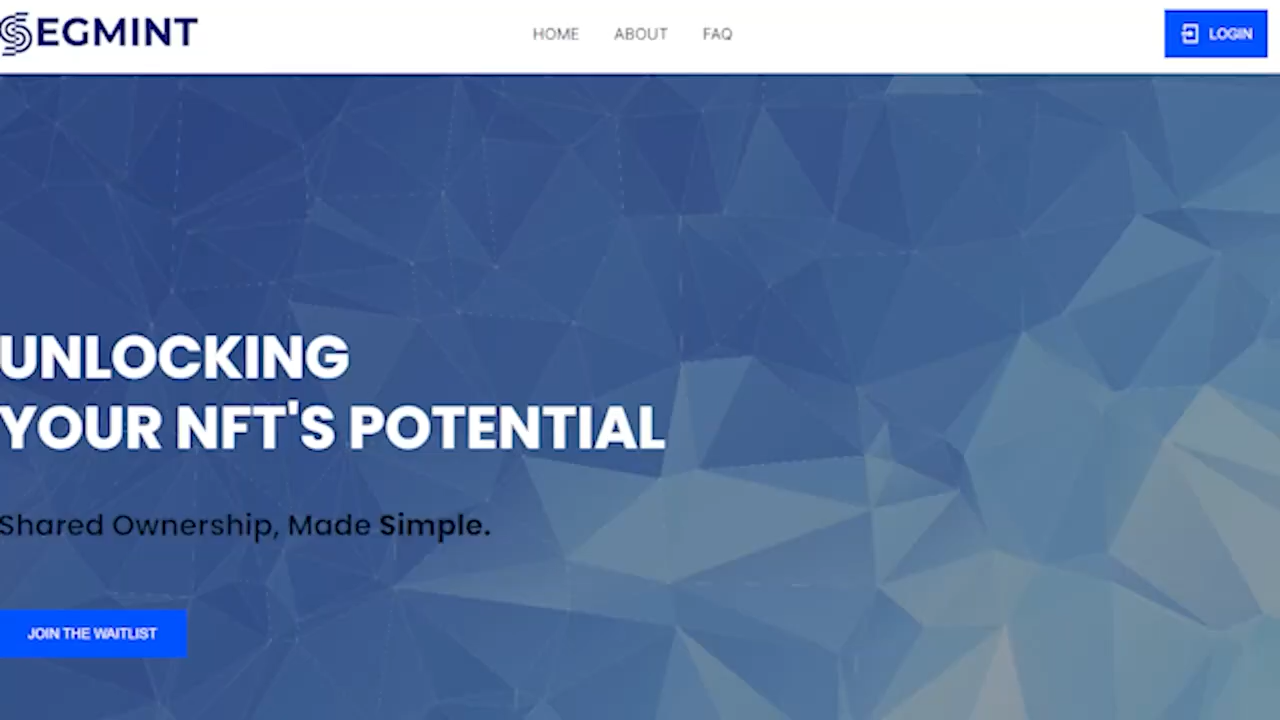 SEGMINT
HOME
ABOUT
FAQ
LOGIN
UNLOCKING
YOUR NFT'S POTENTIAL
Shared Ownership, Made Simple.
JOIN THE WAITLIST